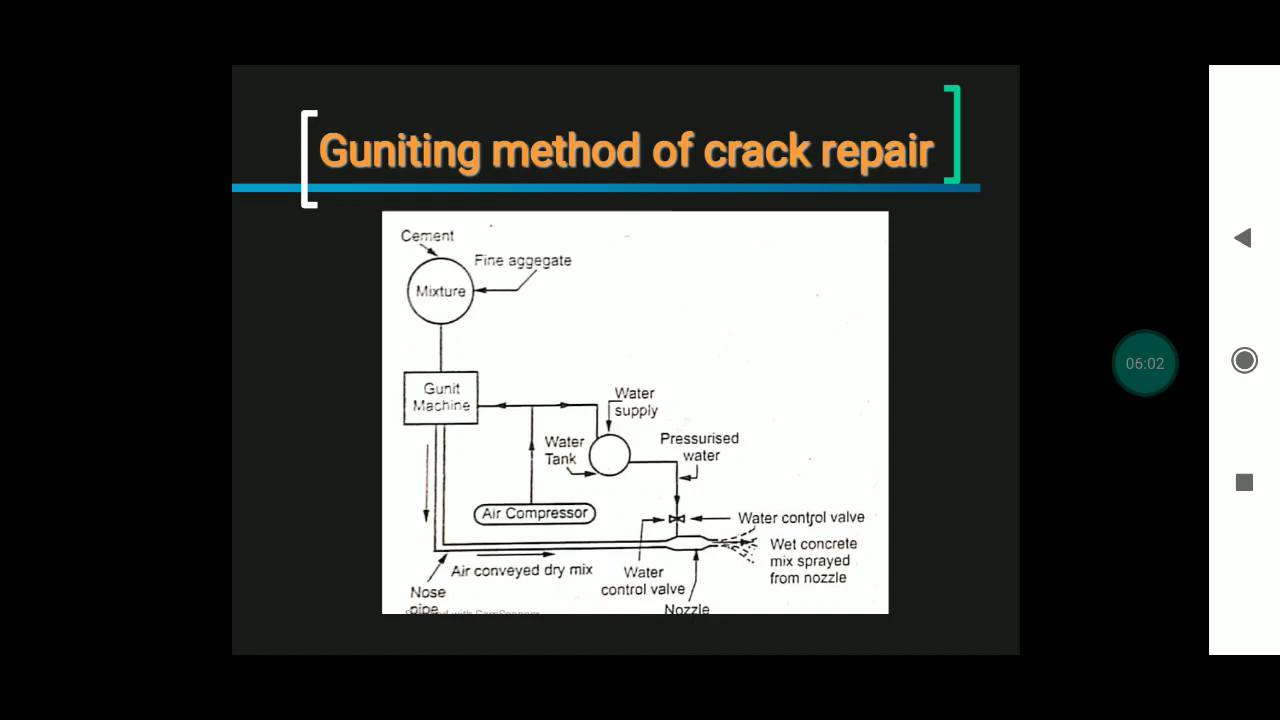 Guniting method of crack repair
Cement
Fine aggegate
Mixture
Gunit
Machine
Water
supply
Water
Tank
Pressurised
water
Air Compressor
Water control valve
Wet concrete
mix sprayed
from nozzle
Air conveyed dry mix
Water
control valve
Nose
pipe
Nozzle
06:02